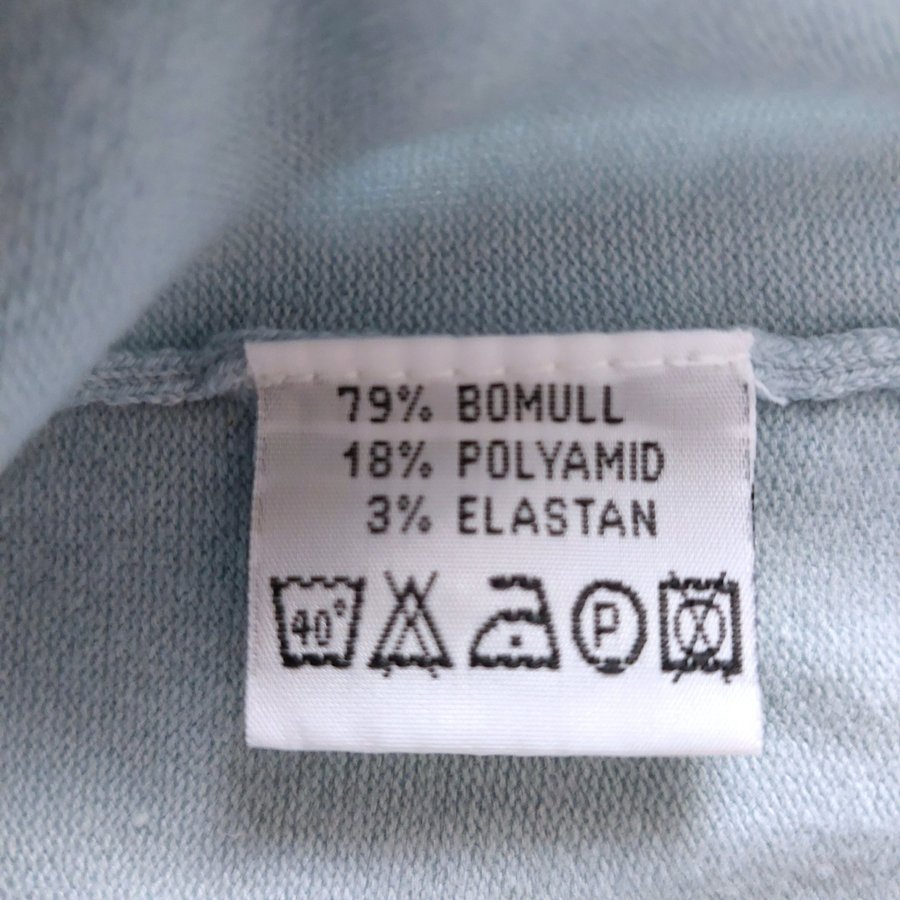 79% BOMULL
18% POLYAMID
3% ELASTAN
40° P